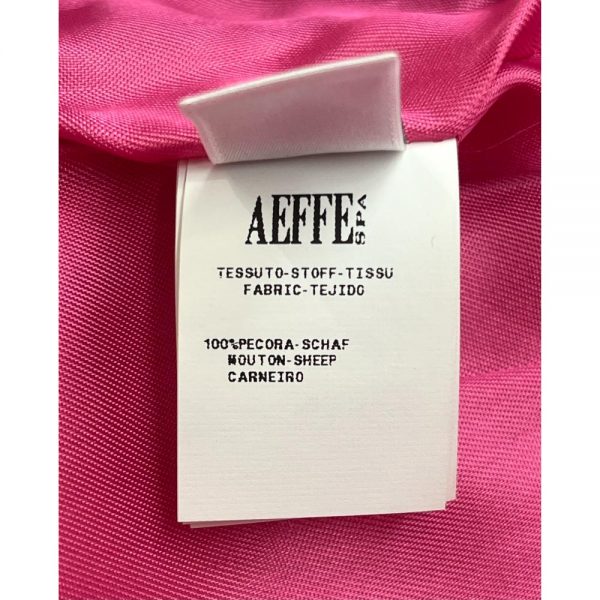 AEFFE SPA
TESSUTO-STOFF-TISSU
FABRIC-TEJIDO
100%PECORA-SCHAF
MOUTON-SHEEP
CARNEIRO